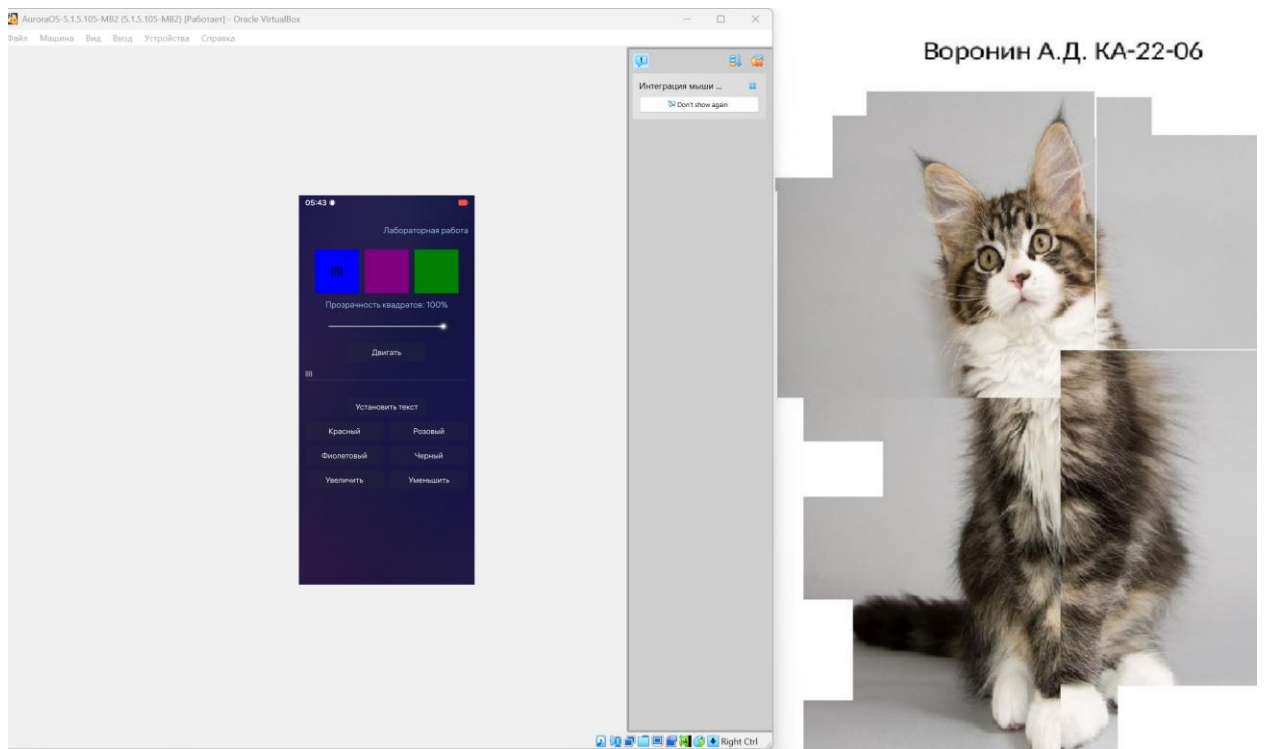 AuroraOS-5.1.5.105-MB2 (5.1.5.105-MB2) [Работает] - Oracle VirtualBox
Файл Машина Вид Ввод Устройства Справка
Интеграция мыши ...
Don't show again
05:43
Лабораторная работа
||||
Прозрачность квадратов: 100%
Двигать
||||
Установить текст
Красный Розовый
Фиолетовый Черный
Увеличить Уменьшить
Right Ctrl
Воронин А.Д. КА-22-06